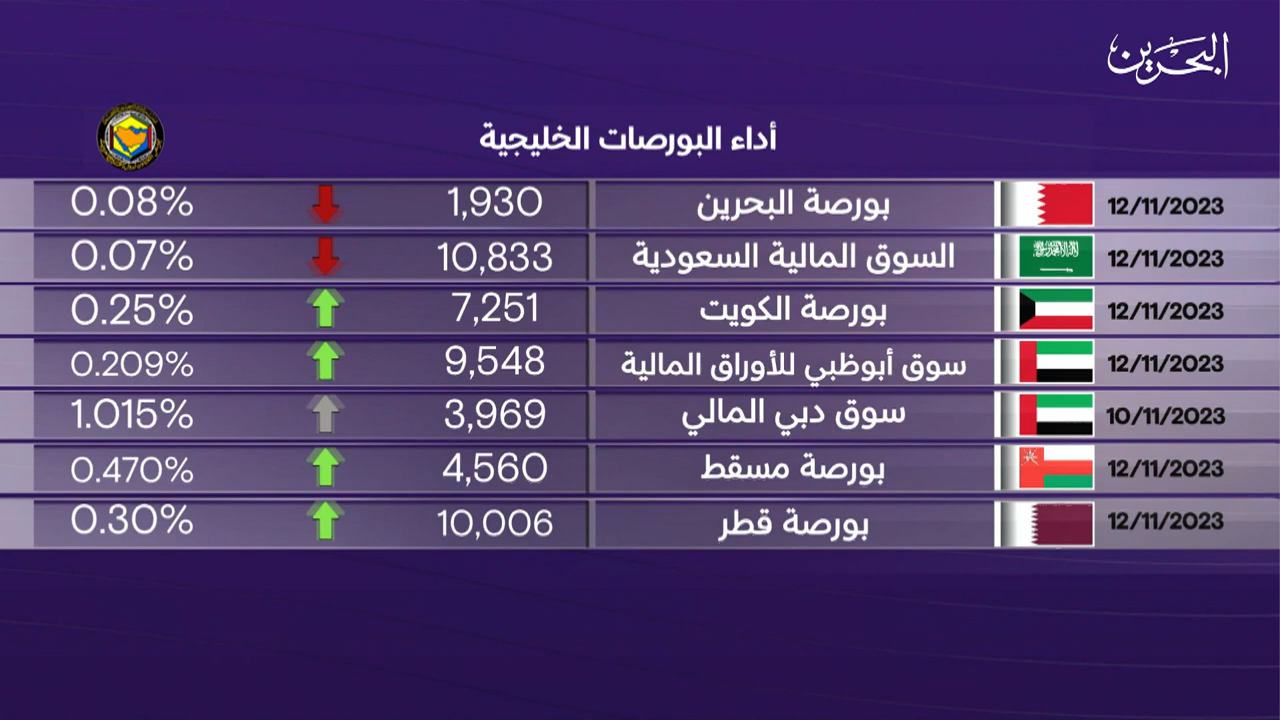 البحرين
أداء البورصات الخليجية
12/11/2023 بورصة البحرين 1,930 0.08%
12/11/2023 السوق المالية السعودية 10,833 0.07%
12/11/2023 بورصة الكويت 7,251 0.25%
12/11/2023 سوق أبوظبي للأوراق المالية 9,548 0.209%
10/11/2023 سوق دبي المالي 3,969 1.015%
12/11/2023 بورصة مسقط 4,560 0.470%
12/11/2023 بورصة قطر 10,006 0.30%